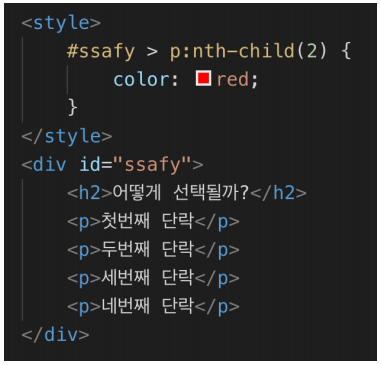 <style>
#ssafy > p:nth-child(2) {
color: red;
}
</style>
<div id="ssafy">
<h2>어떻게 선택될까?</h2>
<p>첫번째 단락</p>
<p>두번째 단락</p>
<p>세번째 단락</p>
<p>네번째 단락</p>
</div>